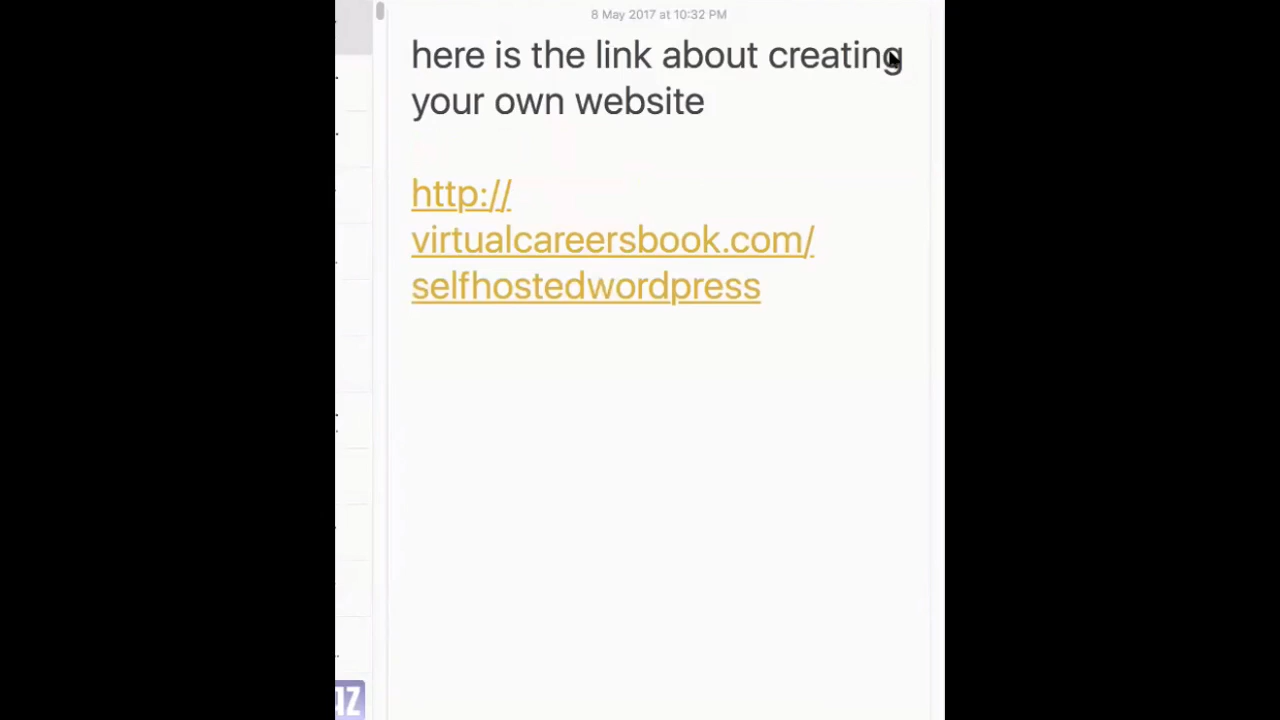 8 May 2017 at 10:32 PM
here is the link about creating
your own website
http://
virtualcareersbook.com/
selfhostedwordpress
AZ